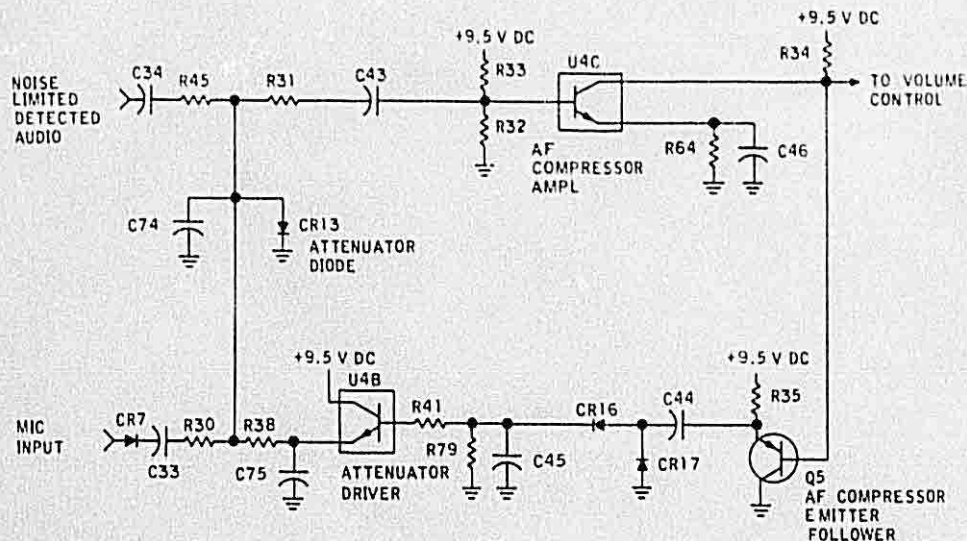 +9.5 V DC
+9.5 V DC
R34
C34
R45
R31
C43
R33
U4C
NOISE
LIMITED
DETECTED
AUDIO
TO VOLUME
CONTROL
R32
R64
C46
AF
COMPRESSOR
AMPL
C74
CR13
ATTENUATOR
DIODE
+9.5 V DC
U4B
+9.5 V DC
R35
MIC
INPUT
CR7
C33
R30
R38
C75
R41
R79
C45
CR16
C44
CR17
ATTENUATOR
DRIVER
Q5
AF COMPRESSOR
EMITTER
FOLLOWER